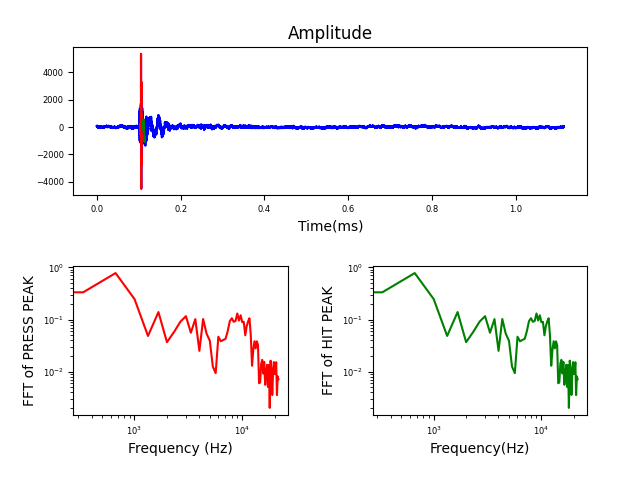 Amplitude
4000
2000
0
−2000
−4000
0.0 0.2 0.4 0.6 0.8 1.0
Time(ms)
FFT of PRESS PEAK
10⁰
10⁻¹
10⁻²
10³ 10⁴
Frequency (Hz)
FFT of HIT PEAK
10⁰
10⁻¹
10⁻²
10³ 10⁴
Frequency(Hz)